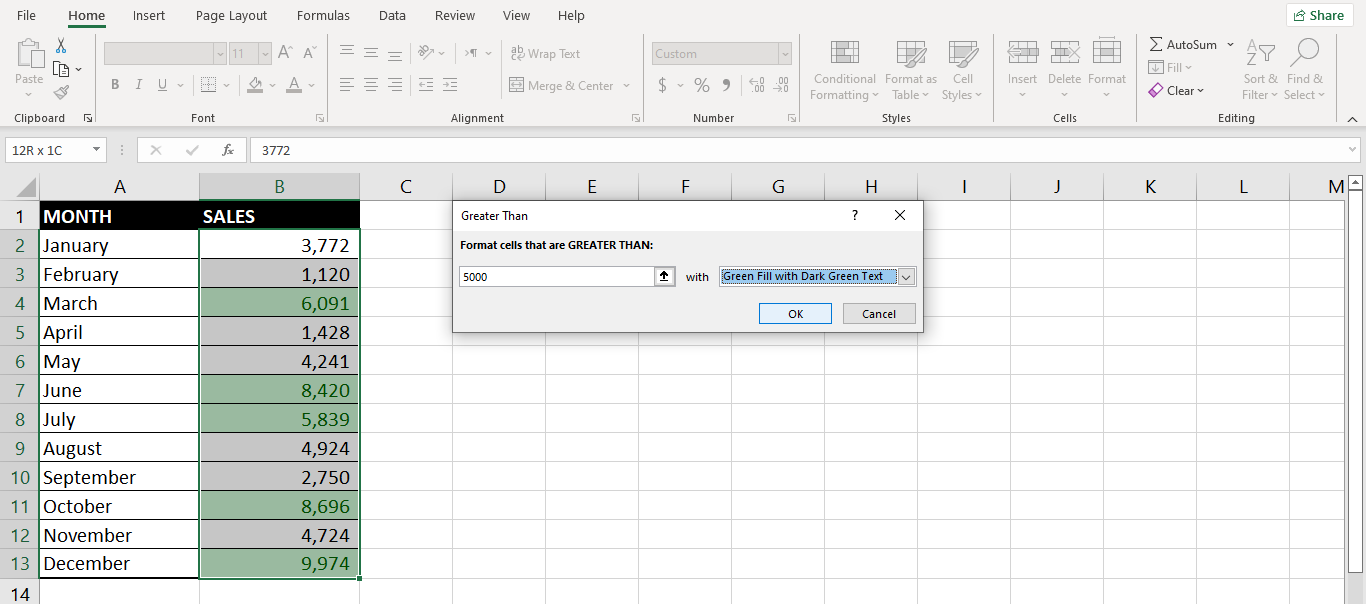 File Home Insert Page Layout Formulas Data Review View Help Share
11 A A ab Wrap Text Custom AutoSum
Paste B I U A Merge & Center $ % Conditional Formatting Format as Table Cell Styles Insert Delete Format Fill Clear Sort & Filter Find & Select
Clipboard Font Alignment Number Styles Cells Editing
12R x 1C fx 3772
A B C D E F G H I J K L M
1 MONTH SALES
2 January 3,772
3 February 1,120
4 March 6,091
5 April 1,428
6 May 4,241
7 June 8,420
8 July 5,839
9 August 4,924
10 September 2,750
11 October 8,696
12 November 4,724
13 December 9,974
14
Greater Than ?
Format cells that are GREATER THAN:
5000 with Green Fill with Dark Green Text
OK Cancel